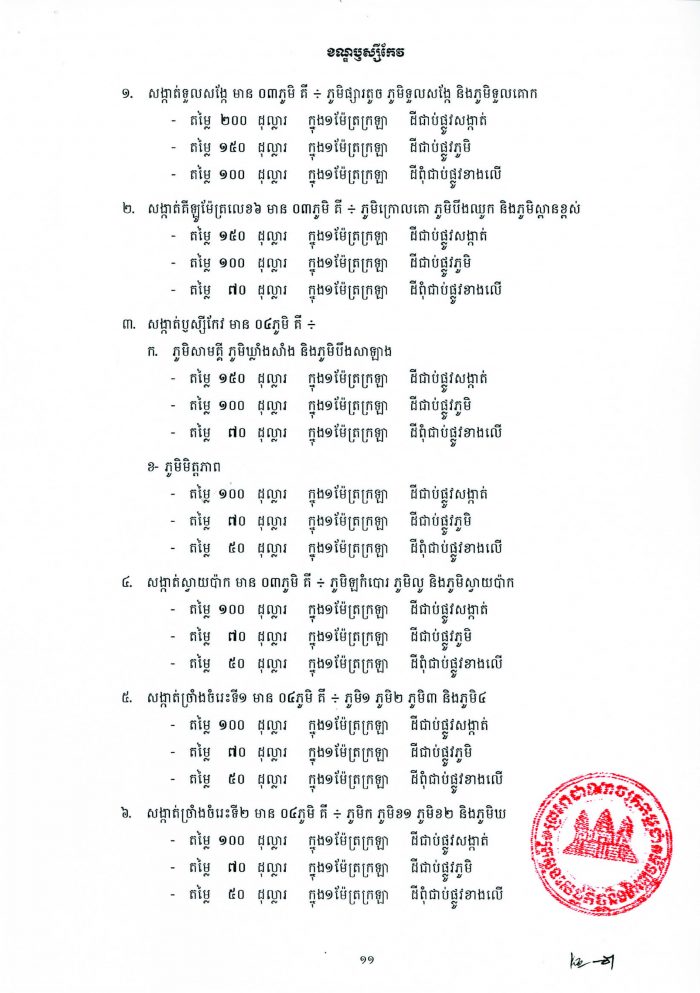 ខណ្ឌឫស្សីកែវ
១. សង្កាត់ទួលសង្កែ មាន ០៣ភូមិ គឺ ÷ ភូមិផ្សារតូច ភូមិទួលសង្កែ និងភូមិទួលគោក
- តម្លៃ ២០០ ដុល្លារ ក្នុង១ម៉ែត្រក្រឡា ដីជាប់ផ្លូវសង្កាត់
- តម្លៃ ១៥០ ដុល្លារ ក្នុង១ម៉ែត្រក្រឡា ដីជាប់ផ្លូវភូមិ
- តម្លៃ ១០០ ដុល្លារ ក្នុង១ម៉ែត្រក្រឡា ដីពុំជាប់ផ្លូវខាងលើ
២. សង្កាត់គីឡូម៉ែត្រលេខ៦ មាន ០៣ភូមិ គឺ ÷ ភូមិក្រោលគោ ភូមិបឹងឈូក និងភូមិស្ពានខ្ពស់
- តម្លៃ ១៥០ ដុល្លារ ក្នុង១ម៉ែត្រក្រឡា ដីជាប់ផ្លូវសង្កាត់
- តម្លៃ ១០០ ដុល្លារ ក្នុង១ម៉ែត្រក្រឡា ដីជាប់ផ្លូវភូមិ
- តម្លៃ ៧០ ដុល្លារ ក្នុង១ម៉ែត្រក្រឡា ដីពុំជាប់ផ្លូវខាងលើ
៣. សង្កាត់ឫស្សីកែវ មាន ០៤ភូមិ គឺ ÷
ក. ភូមិសាមគ្គី ភូមិឃ្លាំងសាំង និងភូមិបឹងសាឡាង
- តម្លៃ ១៥០ ដុល្លារ ក្នុង១ម៉ែត្រក្រឡា ដីជាប់ផ្លូវសង្កាត់
- តម្លៃ ១០០ ដុល្លារ ក្នុង១ម៉ែត្រក្រឡា ដីជាប់ផ្លូវភូមិ
- តម្លៃ ៧០ ដុល្លារ ក្នុង១ម៉ែត្រក្រឡា ដីពុំជាប់ផ្លូវខាងលើ
ខ- ភូមិមិត្តភាព
- តម្លៃ ១០០ ដុល្លារ ក្នុង១ម៉ែត្រក្រឡា ដីជាប់ផ្លូវសង្កាត់
- តម្លៃ ៧០ ដុល្លារ ក្នុង១ម៉ែត្រក្រឡា ដីជាប់ផ្លូវភូមិ
- តម្លៃ ៥០ ដុល្លារ ក្នុង១ម៉ែត្រក្រឡា ដីពុំជាប់ផ្លូវខាងលើ
៤. សង្កាត់ស្វាយប៉ាក មាន ០៣ភូមិ គឺ ÷ ភូមិឡកំបោរ ភូមិលូ និងភូមិស្វាយប៉ាក
- តម្លៃ ១០០ ដុល្លារ ក្នុង១ម៉ែត្រក្រឡា ដីជាប់ផ្លូវសង្កាត់
- តម្លៃ ៧០ ដុល្លារ ក្នុង១ម៉ែត្រក្រឡា ដីជាប់ផ្លូវភូមិ
- តម្លៃ ៥០ ដុល្លារ ក្នុង១ម៉ែត្រក្រឡា ដីពុំជាប់ផ្លូវខាងលើ
៥. សង្កាត់ច្រាំងចំរេះទី១ មាន ០៤ភូមិ គឺ ÷ ភូមិ១ ភូមិ២ ភូមិ៣ និងភូមិ៤
- តម្លៃ ១០០ ដុល្លារ ក្នុង១ម៉ែត្រក្រឡា ដីជាប់ផ្លូវសង្កាត់
- តម្លៃ ៧០ ដុល្លារ ក្នុង១ម៉ែត្រក្រឡា ដីជាប់ផ្លូវភូមិ
- តម្លៃ ៥០ ដុល្លារ ក្នុង១ម៉ែត្រក្រឡា ដីពុំជាប់ផ្លូវខាងលើ
៦. សង្កាត់ច្រាំងចំរេះទី២ មាន ០៤ភូមិ គឺ ÷ ភូមិក ភូមិខ១ ភូមិខ២ និងភូមិឃ
- តម្លៃ ១០០ ដុល្លារ ក្នុង១ម៉ែត្រក្រឡា ដីជាប់ផ្លូវសង្កាត់
- តម្លៃ ៧០ ដុល្លារ ក្នុង១ម៉ែត្រក្រឡា ដីជាប់ផ្លូវភូមិ
- តម្លៃ ៥០ ដុល្លារ ក្នុង១ម៉ែត្រក្រឡា ដីពុំជាប់ផ្លូវខាងលើ
១១